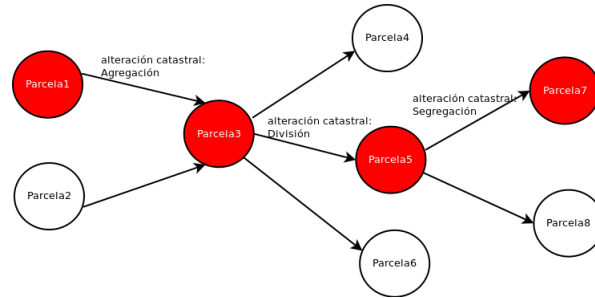 Parcela4
alteración catastral:
Agregación
Parcela1
Parcela7
alteración catastral:
Segregación
alteración catastral:
División
Parcela3
Parcela5
Parcela2
Parcela8
Parcela6